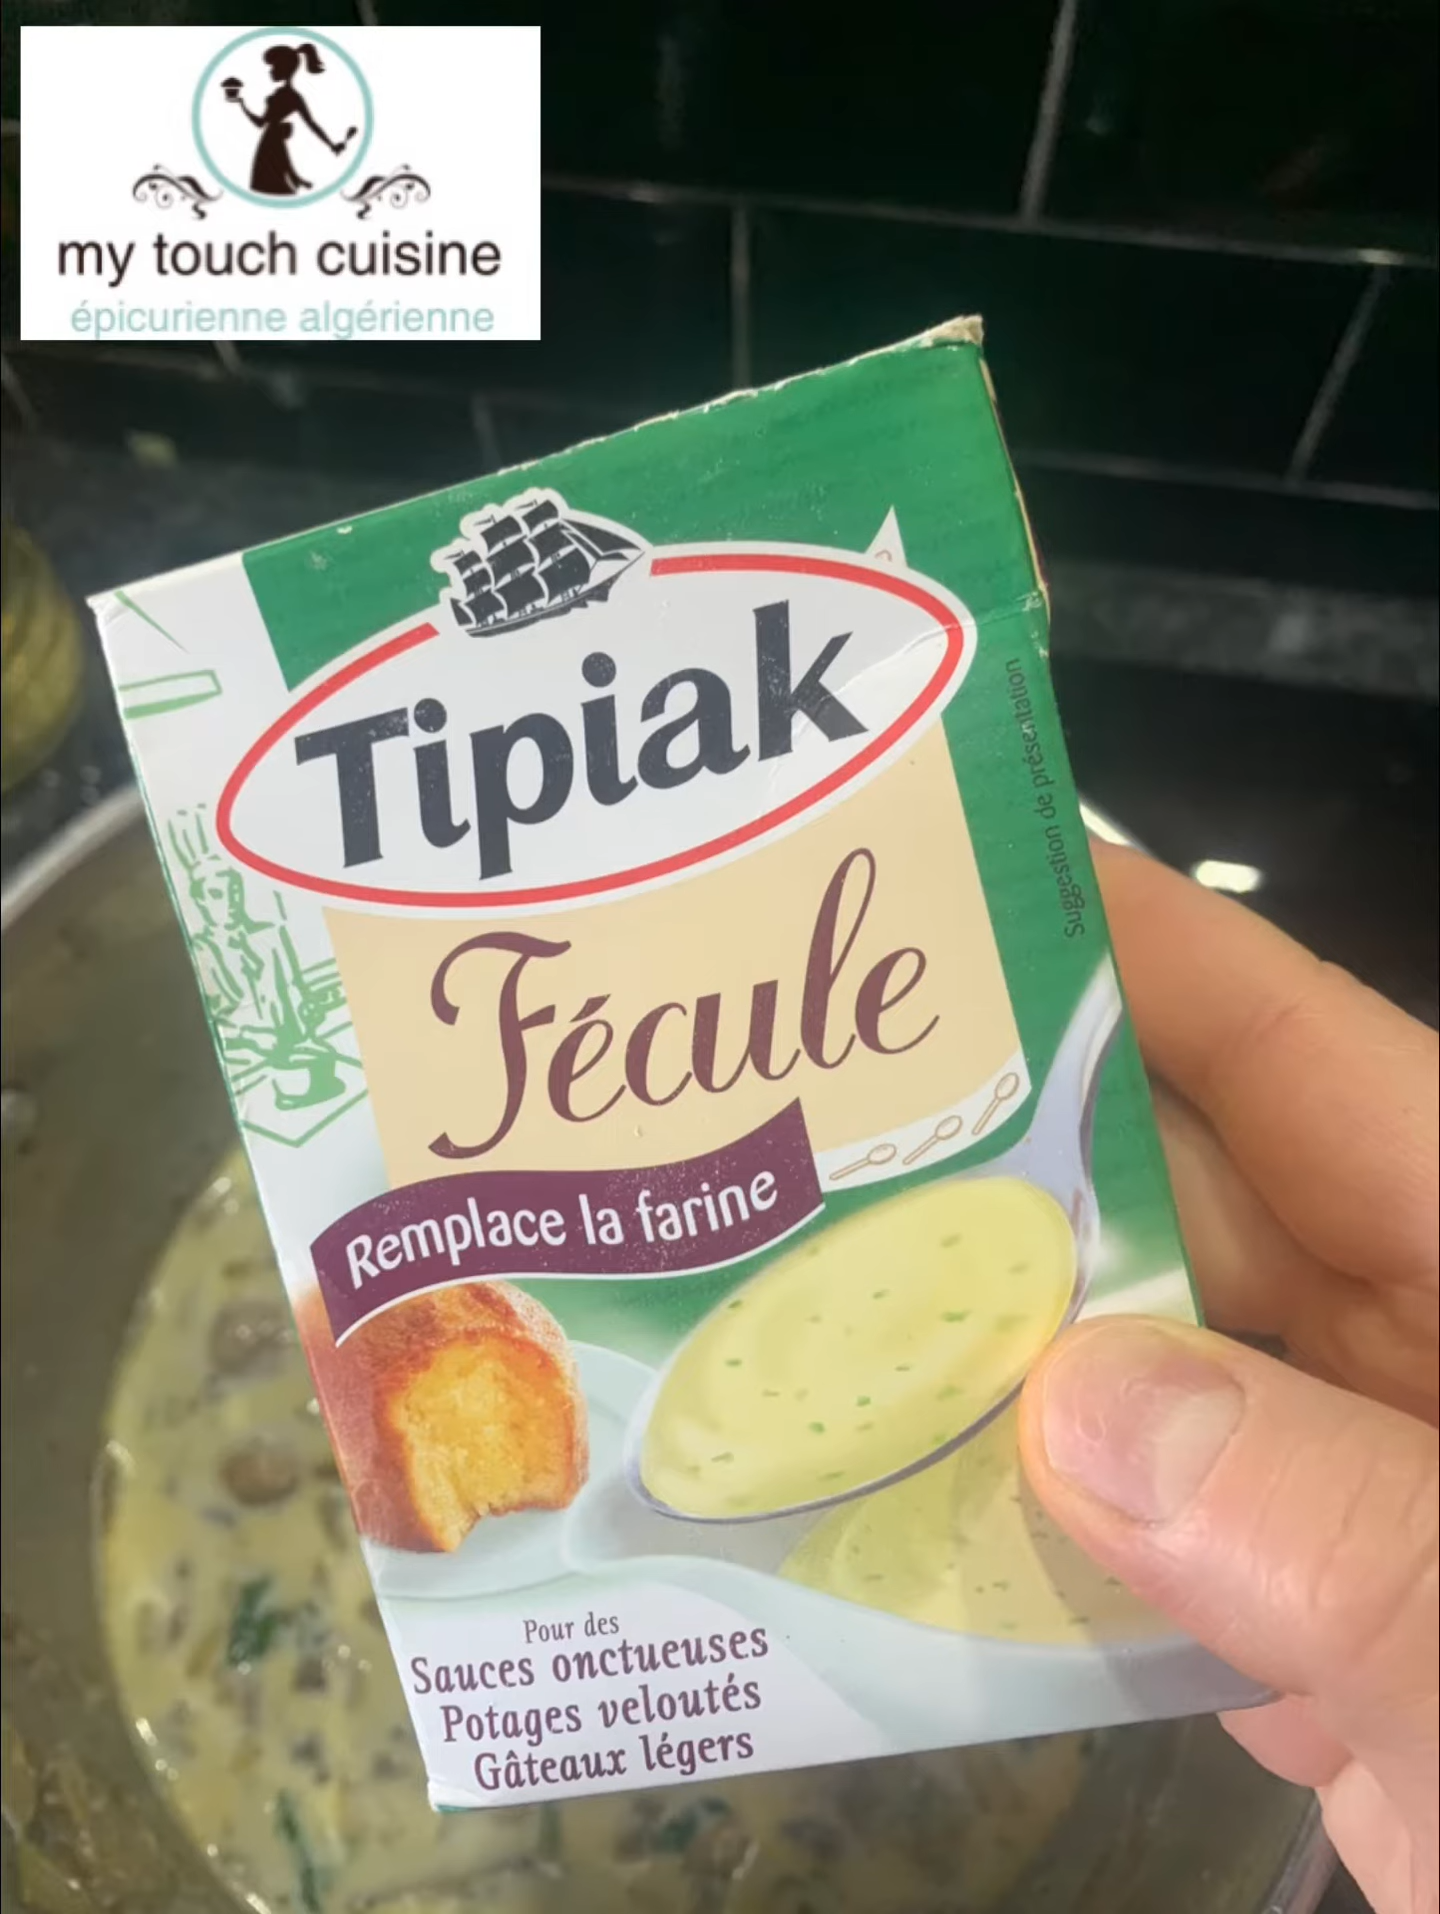 my touch cuisine
épicurienne algérienne
Tipiak
Suggestion de présentation
Fécule
Remplace la farine
Pour des
Sauces onctueuses
Potages veloutés
Gâteaux légers